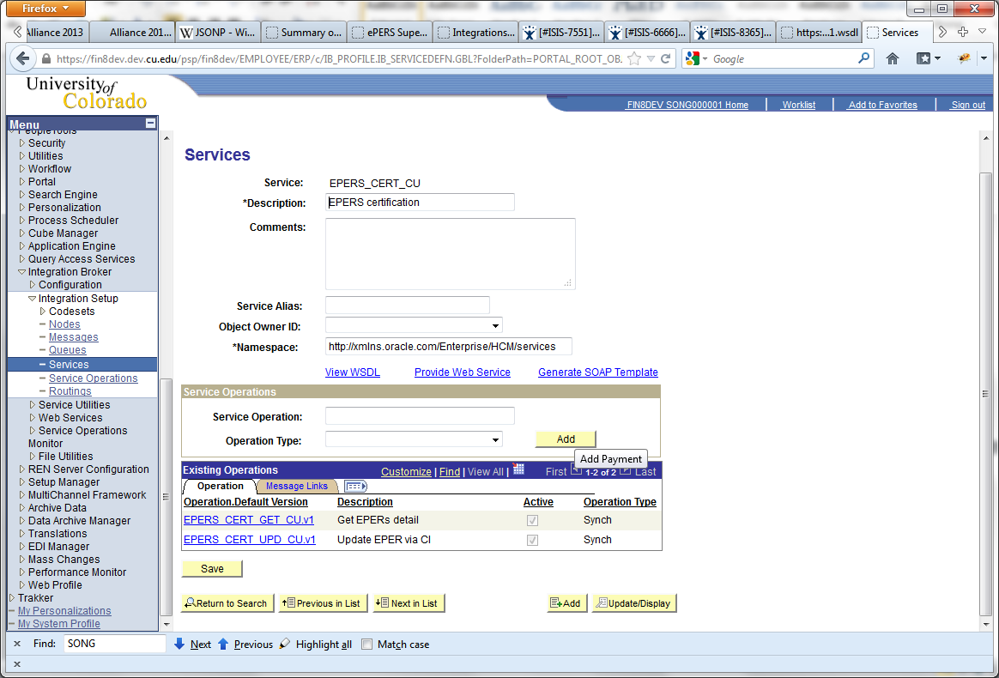 Firefox
Alliance 2013
Alliance 201...
W JSONP - Wi...
Summary o...
ePERS Supe...
Integrations...
[#ISIS-7551]...
[#ISIS-6666]...
[#ISIS-8365]...
https:...1.wsdl
Services
https://fin8dev.dev.cu.edu/psp/fin8dev/EMPLOYEE/ERP/c/IB_PROFILE.IB_SERVICEDEFN.GBL?FolderPath=PORTAL_ROOT_OB.
Google
University of
Colorado
FIN8DEV SONG000001 Home
Worklist
Add to Favorites
Sign out
Menu
PeopleTools
Security
Utilities
Workflow
Portal
Search Engine
Personalization
Process Scheduler
Cube Manager
Application Engine
Query Access Services
Integration Broker
Configuration
Integration Setup
Codesets
Nodes
Messages
Queues
Services
Service Operations
Routings
Service Utilities
Web Services
Service Operations
Monitor
File Utilities
REN Server Configuration
Setup Manager
MultiChannel Framework
Archive Data
Data Archive Manager
Translations
EDI Manager
Mass Changes
Performance Monitor
Web Profile
Trakker
My Personalizations
My System Profile
Services
Service: EPERS_CERT_CU
*Description: EPERS certification
Comments:
Service Alias:
Object Owner ID:
*Namespace: http://xmlns.oracle.com/Enterprise/HCM/services
View WSDL Provide Web Service Generate SOAP Template
Service Operations
Service Operation:
Operation Type: Add
Add Payment
Existing Operations Customize | Find | View All | First 1-2 of 2 Last
Operation Message Links
Operation.Default Version Description Active Operation Type
EPERS_CERT_GET_CU.v1 Get EPERs detail Synch
EPERS_CERT_UPD_CU.v1 Update EPER via CI Synch
Save
Return to Search Previous in List Next in List Add Update/Display
x Find: SONG Next Previous Highlight all Match case
x